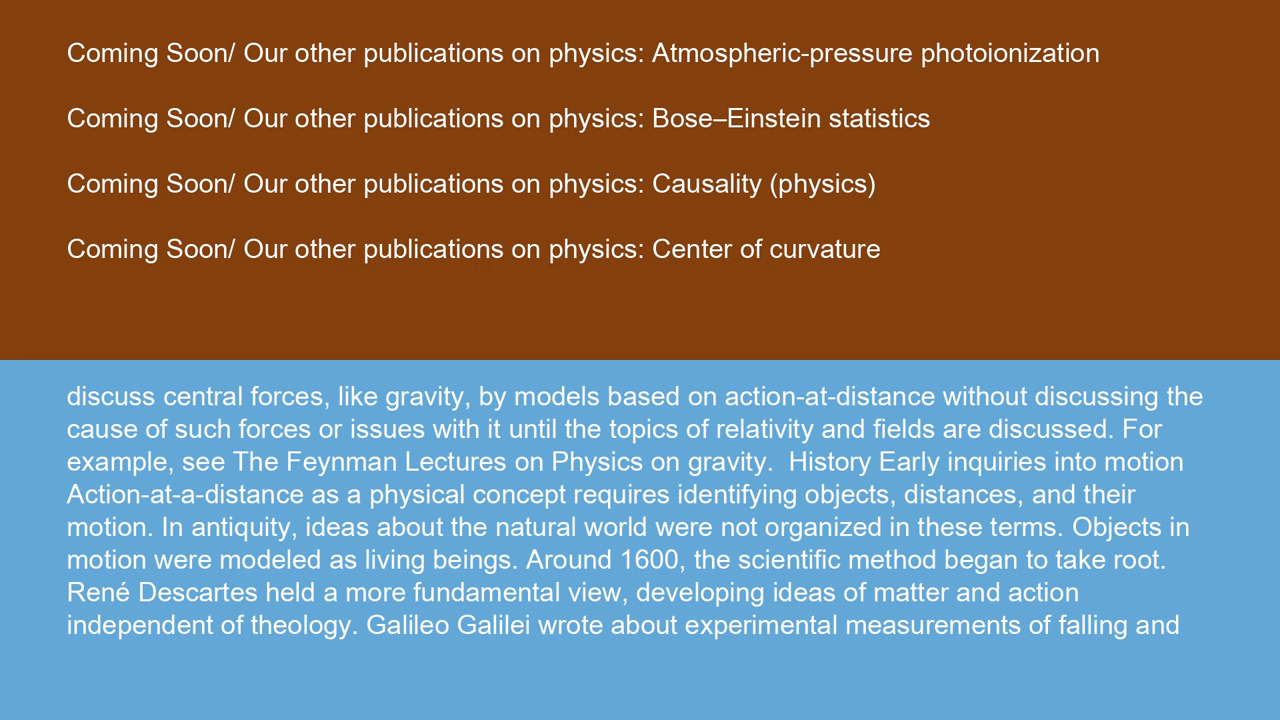 Coming Soon/ Our other publications on physics: Atmospheric-pressure photoionization
Coming Soon/ Our other publications on physics: Bose–Einstein statistics
Coming Soon/ Our other publications on physics: Causality (physics)
Coming Soon/ Our other publications on physics: Center of curvature
discuss central forces, like gravity, by models based on action-at-distance without discussing the
cause of such forces or issues with it until the topics of relativity and fields are discussed. For
example, see The Feynman Lectures on Physics on gravity.  History Early inquiries into motion
Action-at-a-distance as a physical concept requires identifying objects, distances, and their
motion. In antiquity, ideas about the natural world were not organized in these terms. Objects in
motion were modeled as living beings. Around 1600, the scientific method began to take root.
René Descartes held a more fundamental view, developing ideas of matter and action
independent of theology. Galileo Galilei wrote about experimental measurements of falling and